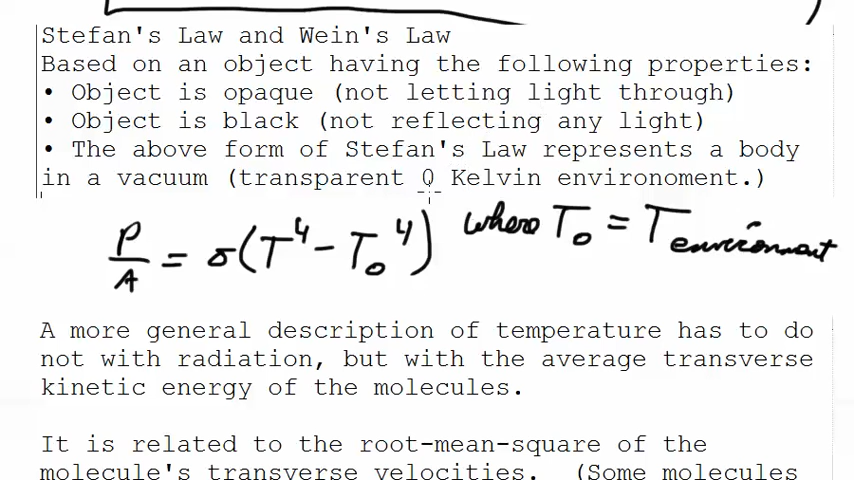 Stefan's Law and Wein's Law
Based on an object having the following properties:
• Object is opaque (not letting light through)
• Object is black (not reflecting any light)
• The above form of Stefan's Law represents a body
in a vacuum (transparent 0 Kelvin environoment.)
P/A = σ(T⁴ - T₀⁴) where T₀ = T environment
A more general description of temperature has to do
not with radiation, but with the average transverse
kinetic energy of the molecules.
It is related to the root-mean-square of the
molecule's transverse velocities. (Some molecules